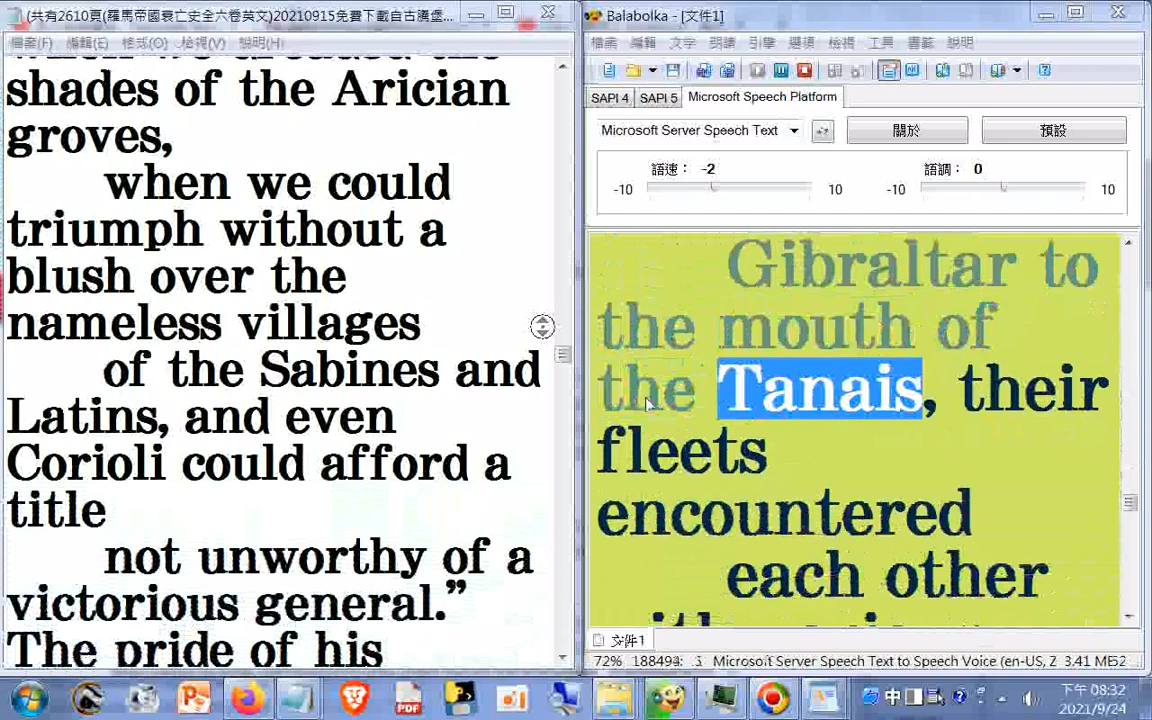 (共有2610頁(羅馬帝國衰亡史全六卷英文)20210915免費下載自古騰堡...
檔案(F) 編輯(E) 格式(O) 檢視(V) 說明(H)
shades of the Arician
groves,
when we could
triumph without a
blush over the
nameless villages
of the Sabines and
Latins, and even
Corioli could afford a
title
not unworthy of a
victorious general.”
The pride of his
Balabolka - [文件1]
檔案 編輯 文字 朗讀 引擎 選項 檢視 工具 書籤 說明
SAPI 4 SAPI 5 Microsoft Speech Platform
Microsoft Server Speech Text 關於 預設
語速： -2 語調： 0
-10 10 -10 10
Gibraltar to
the mouth of
the Tanais, their
fleets
encountered
each other
文件1
72% Microsoft Server Speech Text to Speech Voice (en-US, Z 3.41 MB
PDF 中 下午 08:32
2021/9/24